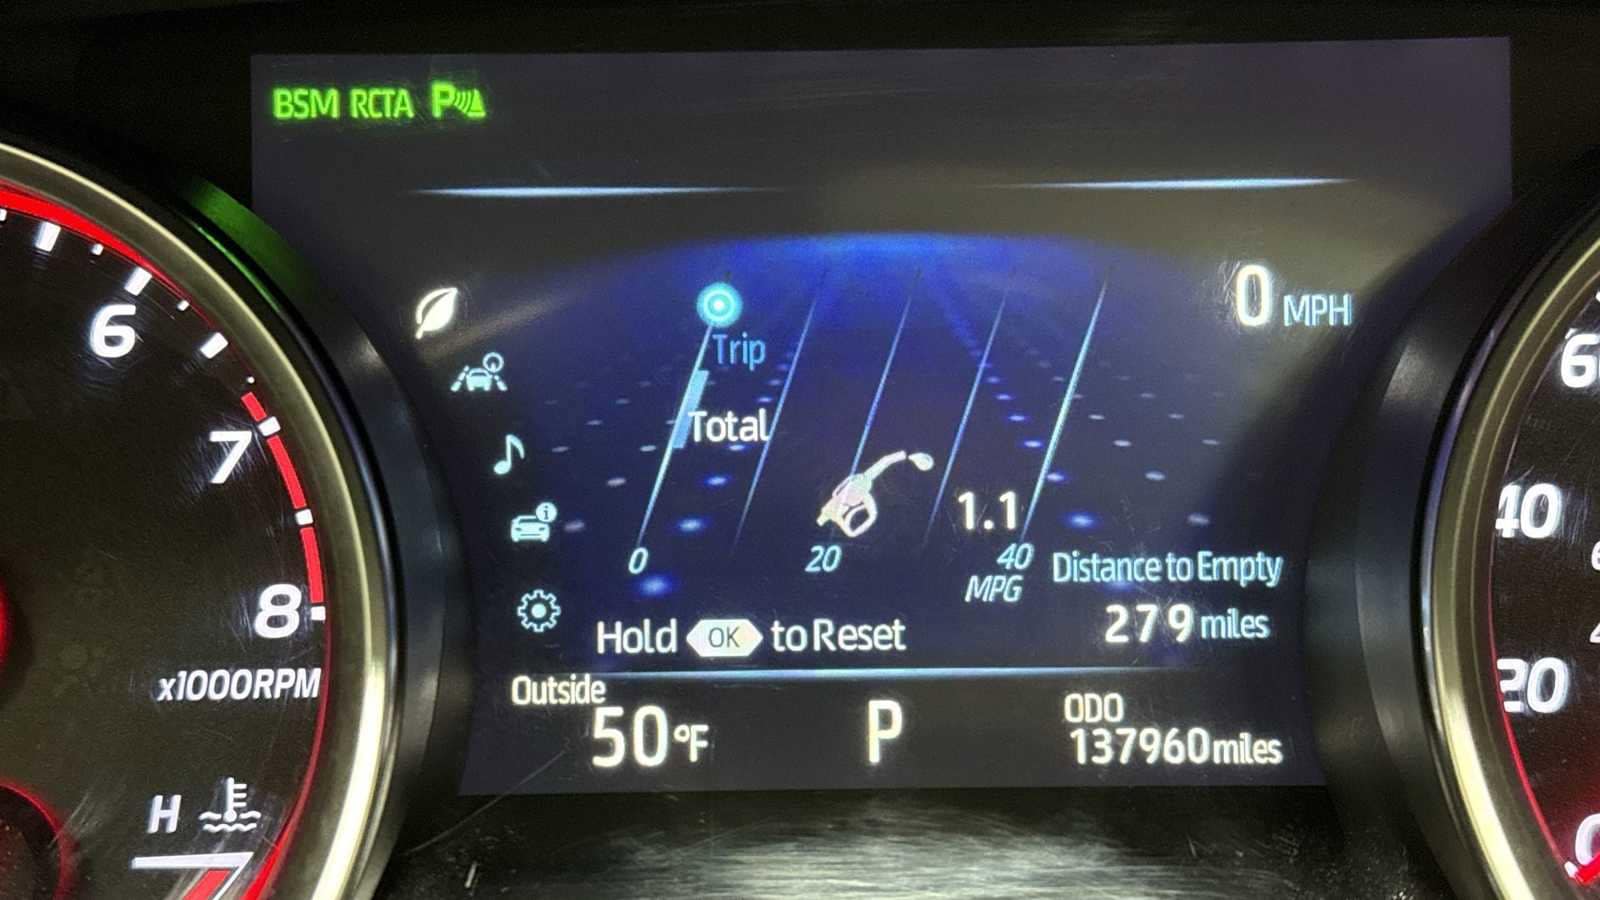 BSM RCTA P
0 MPH
Trip
Total
1.1
0 20 40
MPG
Distance to Empty
279 miles
Hold OK to Reset
Outside
50°F
P
ODO
137960 miles
6
7
8
x1000RPM
H
40
20
0